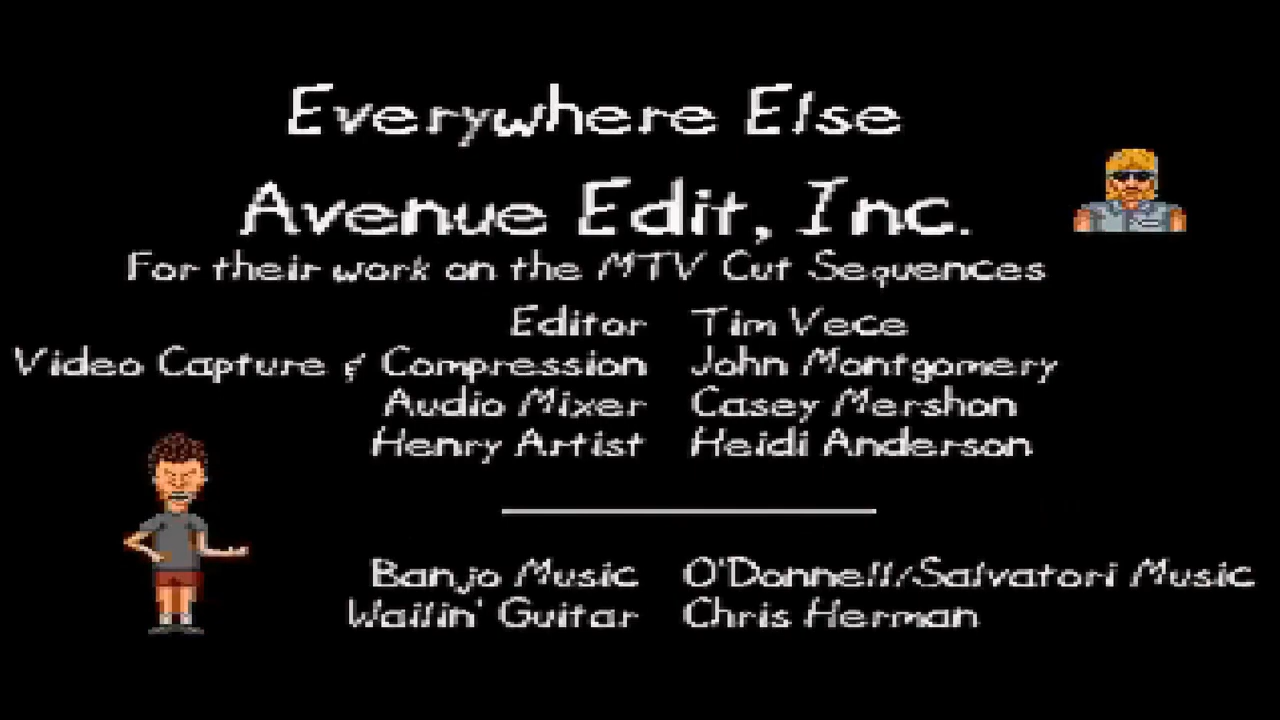 Everywhere Else
Avenue Edit, Inc.
For their work on the MTV Cut Sequences
Editor Tim Vece
Video Capture & Compression John Montgomery
Audio Mixer Casey Mershon
Henry Artist Heidi Anderson
Banjo Music O'Donnell/Salvatori Music
Wailin' Guitar Chris Herman